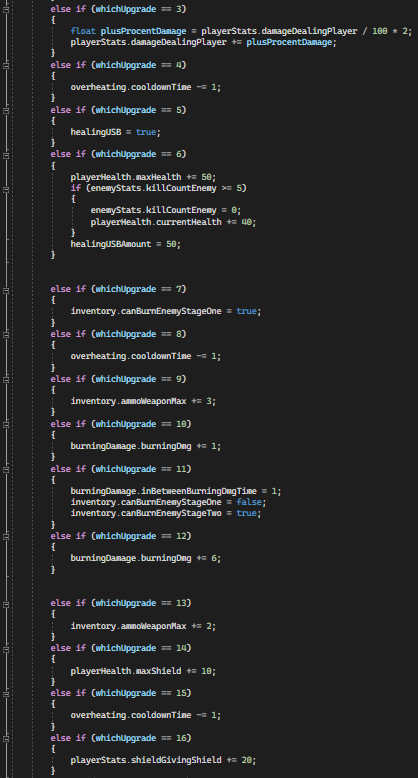 else if (whichUpgrade == 3)
{
float plusProcentDamage = playerStats.damageDealingPlayer / 100 * 2;
playerStats.damageDealingPlayer += plusProcentDamage;
}
else if (whichUpgrade == 4)
{
overheating.cooldownTime -= 1;
}
else if (whichUpgrade == 5)
{
healingUSB = true;
}
else if (whichUpgrade == 6)
{
playerHealth.maxHealth += 50;
if (enemyStats.killCountEnemy >= 5)
{
enemyStats.killCountEnemy = 0;
playerHealth.currentHealth += 40;
}
healingUSBAmount = 50;
}
else if (whichUpgrade == 7)
{
inventory.canBurnEnemyStageOne = true;
}
else if (whichUpgrade == 8)
{
overheating.cooldownTime -= 1;
}
else if (whichUpgrade == 9)
{
inventory.ammoWeaponMax += 3;
}
else if (whichUpgrade == 10)
{
burningDamage.burningDmg += 1;
}
else if (whichUpgrade == 11)
{
burningDamage.inBetweenBurningDmgTime = 1;
inventory.canBurnEnemyStageOne = false;
inventory.canBurnEnemyStageTwo = true;
}
else if (whichUpgrade == 12)
{
burningDamage.burningDmg += 6;
}
else if (whichUpgrade == 13)
{
inventory.ammoWeaponMax += 2;
}
else if (whichUpgrade == 14)
{
playerHealth.maxShield += 10;
}
else if (whichUpgrade == 15)
{
overheating.cooldownTime -= 1;
}
else if (whichUpgrade == 16)
{
playerStats.shieldGivingShield += 20;
}